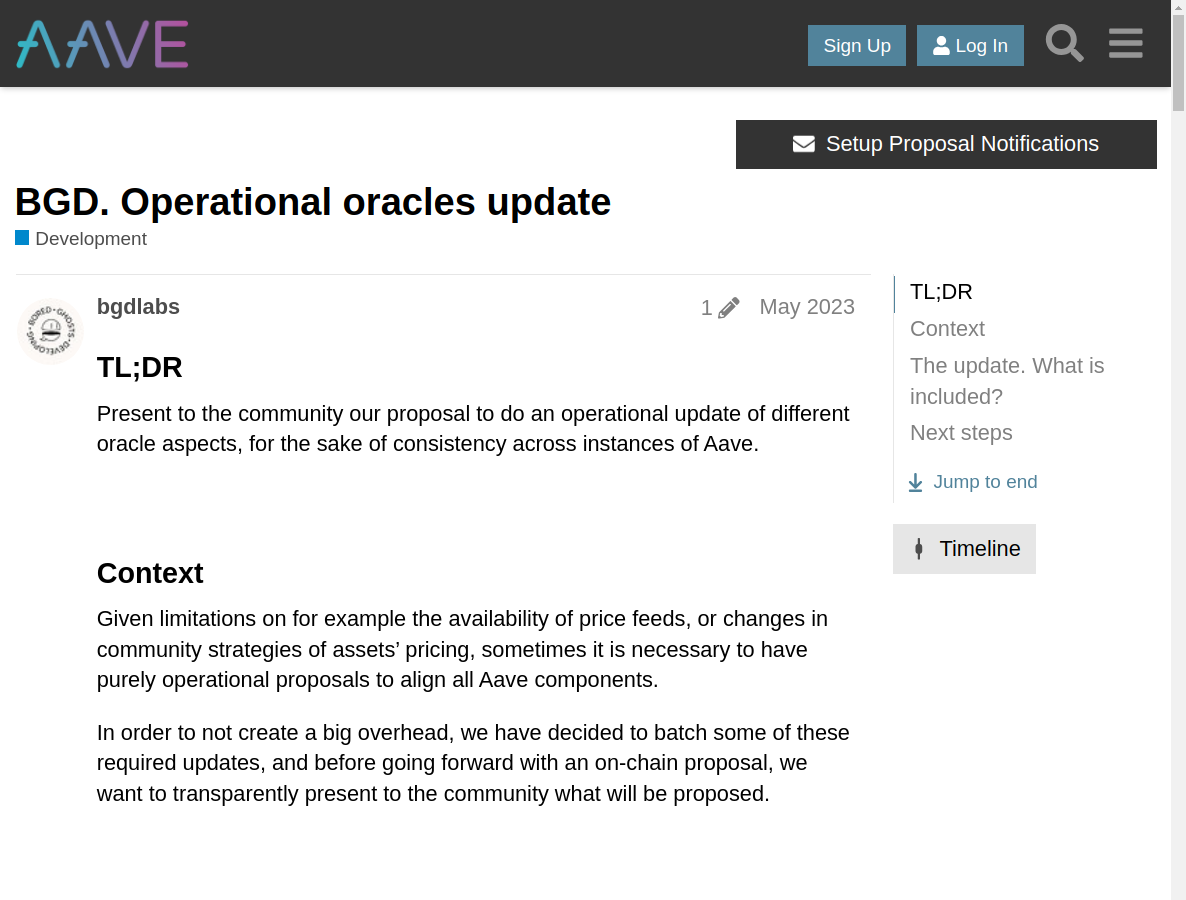 AAVE
Sign Up
Log In
Setup Proposal Notifications
BGD. Operational oracles update
Development
bgdlabs
1
May 2023
BORED · GHOSTS · DEVELOPING ·
TL;DR
Present to the community our proposal to do an operational update of different
oracle aspects, for the sake of consistency across instances of Aave.
Context
Given limitations on for example the availability of price feeds, or changes in
community strategies of assets’ pricing, sometimes it is necessary to have
purely operational proposals to align all Aave components.
In order to not create a big overhead, we have decided to batch some of these
required updates, and before going forward with an on-chain proposal, we
want to transparently present to the community what will be proposed.
TL;DR
Context
The update. What is
included?
Next steps
Jump to end
Timeline